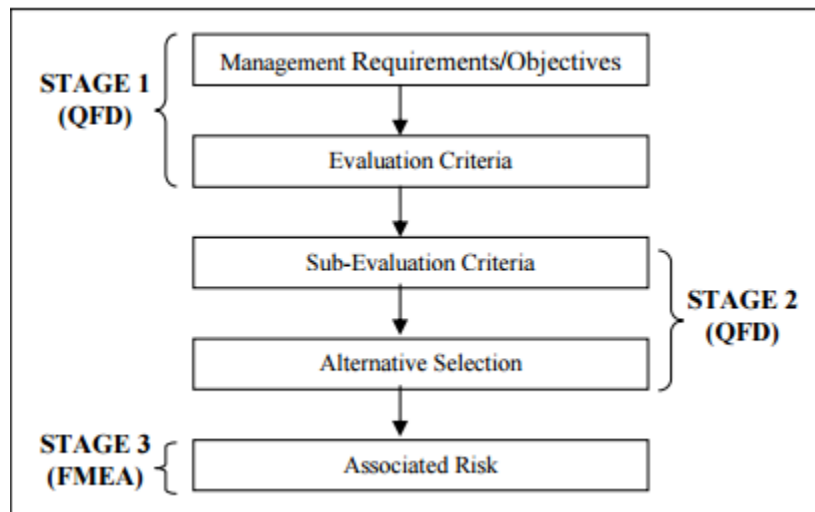 Management Requirements/Objectives
STAGE 1
(QFD)
Evaluation Criteria
Sub-Evaluation Criteria
STAGE 2
(QFD)
Alternative Selection
STAGE 3
(FMEA)
Associated Risk